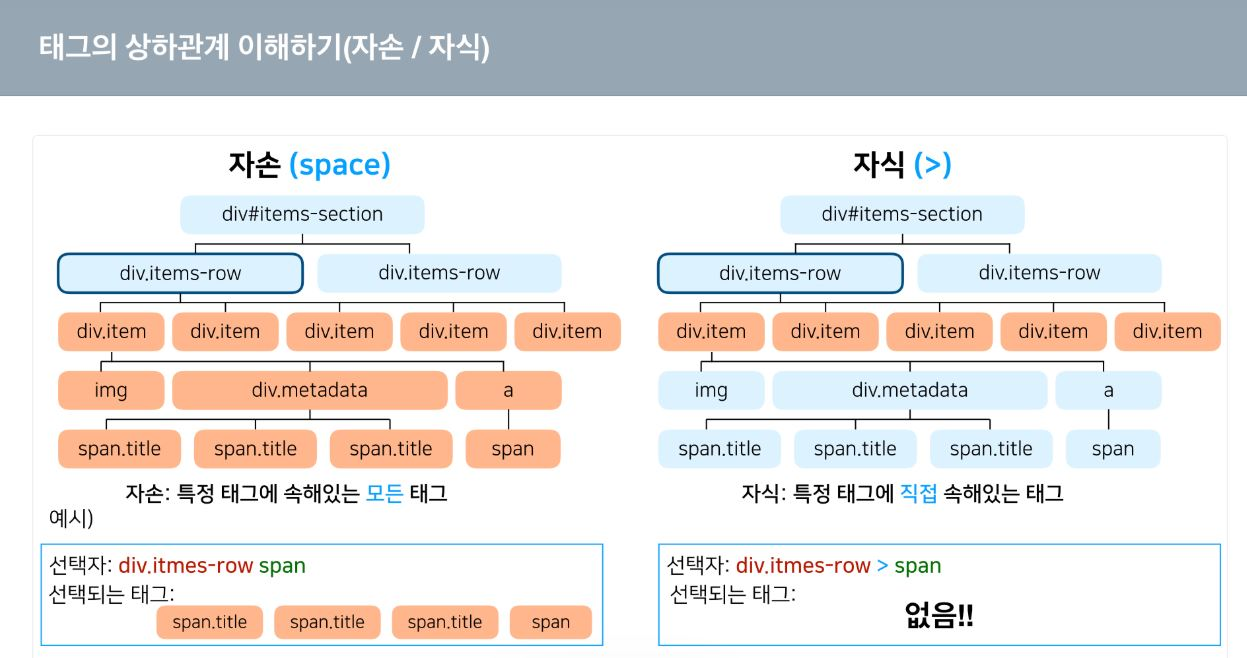 태그의 상하관계 이해하기(자손 / 자식)
자손 (space)
div#items-section
div.items-row div.items-row
div.item div.item div.item div.item div.item
img div.metadata a
span.title span.title span.title span
자손: 특정 태그에 속해있는 모든 태그
예시)
선택자: div.itmes-row span
선택되는 태그:
span.title span.title span.title span
자식 (>)
div#items-section
div.items-row div.items-row
div.item div.item div.item div.item div.item
img div.metadata a
span.title span.title span.title span
자식: 특정 태그에 직접 속해있는 태그
선택자: div.itmes-row > span
선택되는 태그:
없음!!